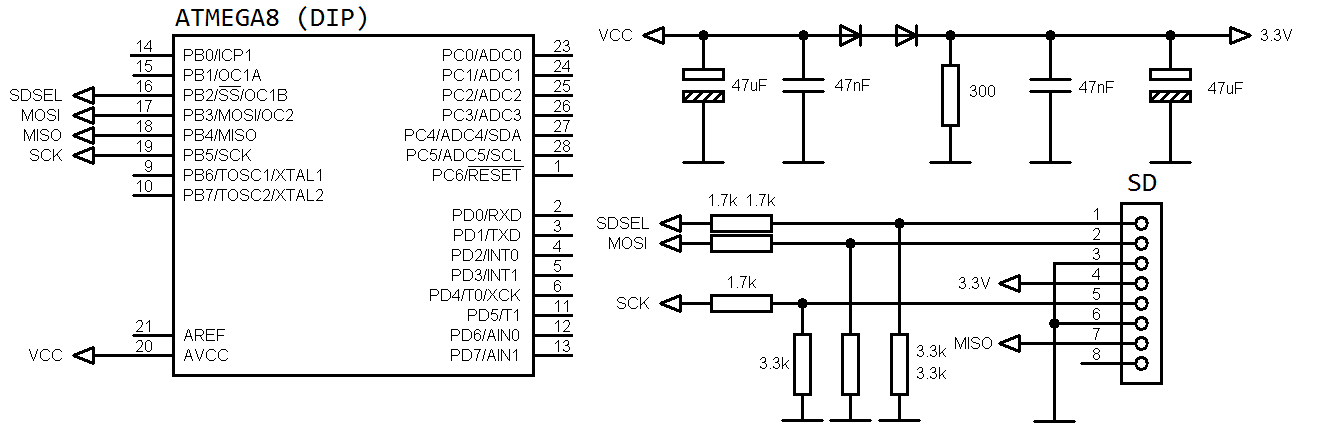 ATMEGA8 (DIP)
14 PB0/ICP1 PC0/ADC0 23
15 PB1/OC1A PC1/ADC1 24
SDSEL 16 PB2/SS/OC1B PC2/ADC2 25
MOSI 17 PB3/MOSI/OC2 PC3/ADC3 26
MISO 18 PB4/MISO PC4/ADC4/SDA 27
SCK 19 PB5/SCK PC5/ADC5/SCL 28
9 PB6/TOSC1/XTAL1 PC6/RESET 1
10 PB7/TOSC2/XTAL2
PD0/RXD 2
PD1/TXD 3
PD2/INT0 4
PD3/INT1 5
PD4/T0/XCK 6
PD5/T1 11
21 AREF PD6/AIN0 12
VCC 20 AVCC PD7/AIN1 13
VCC 3.3V
47uF 47nF 300 47nF 47uF
SD
1.7k 1.7k
SDSEL 1
MOSI 2
3
3.3V 4
1.7k
SCK 5
6
MISO 7
8
3.3k 3.3k
3.3k